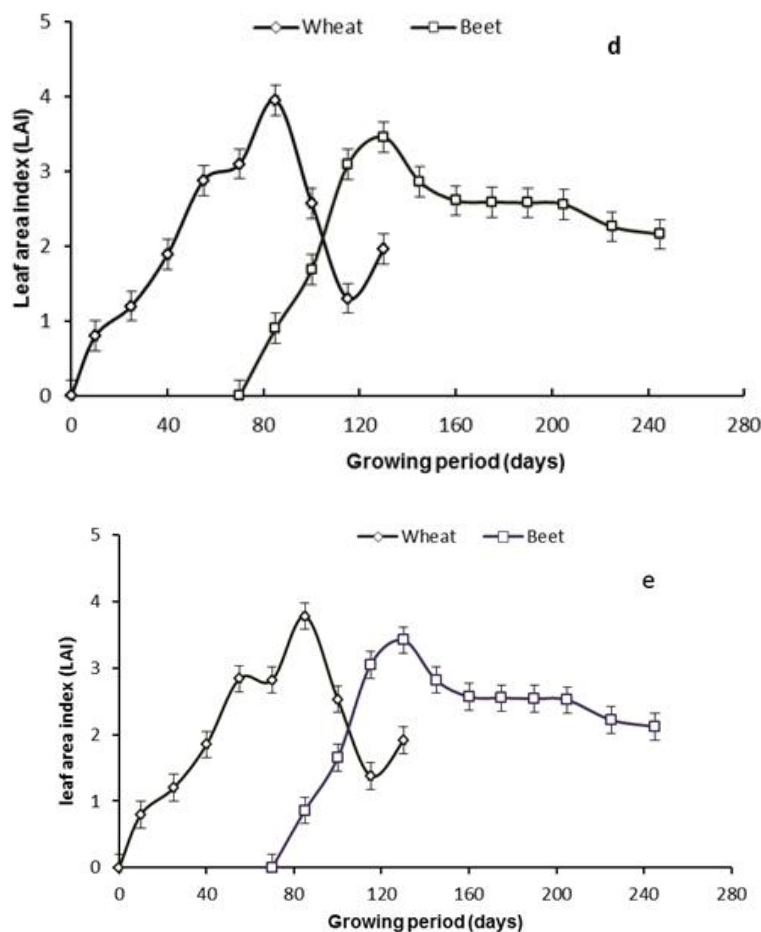 Wheat Beet
d
5
4
3
2
1
0
Leaf area index (LAI)
0 40 80 120 160 200 240 280
Growing period (days)
Wheat Beet
e
5
4
3
2
1
0
leaf area index (LAI)
0 40 80 120 160 200 240 280
Growing period (days)